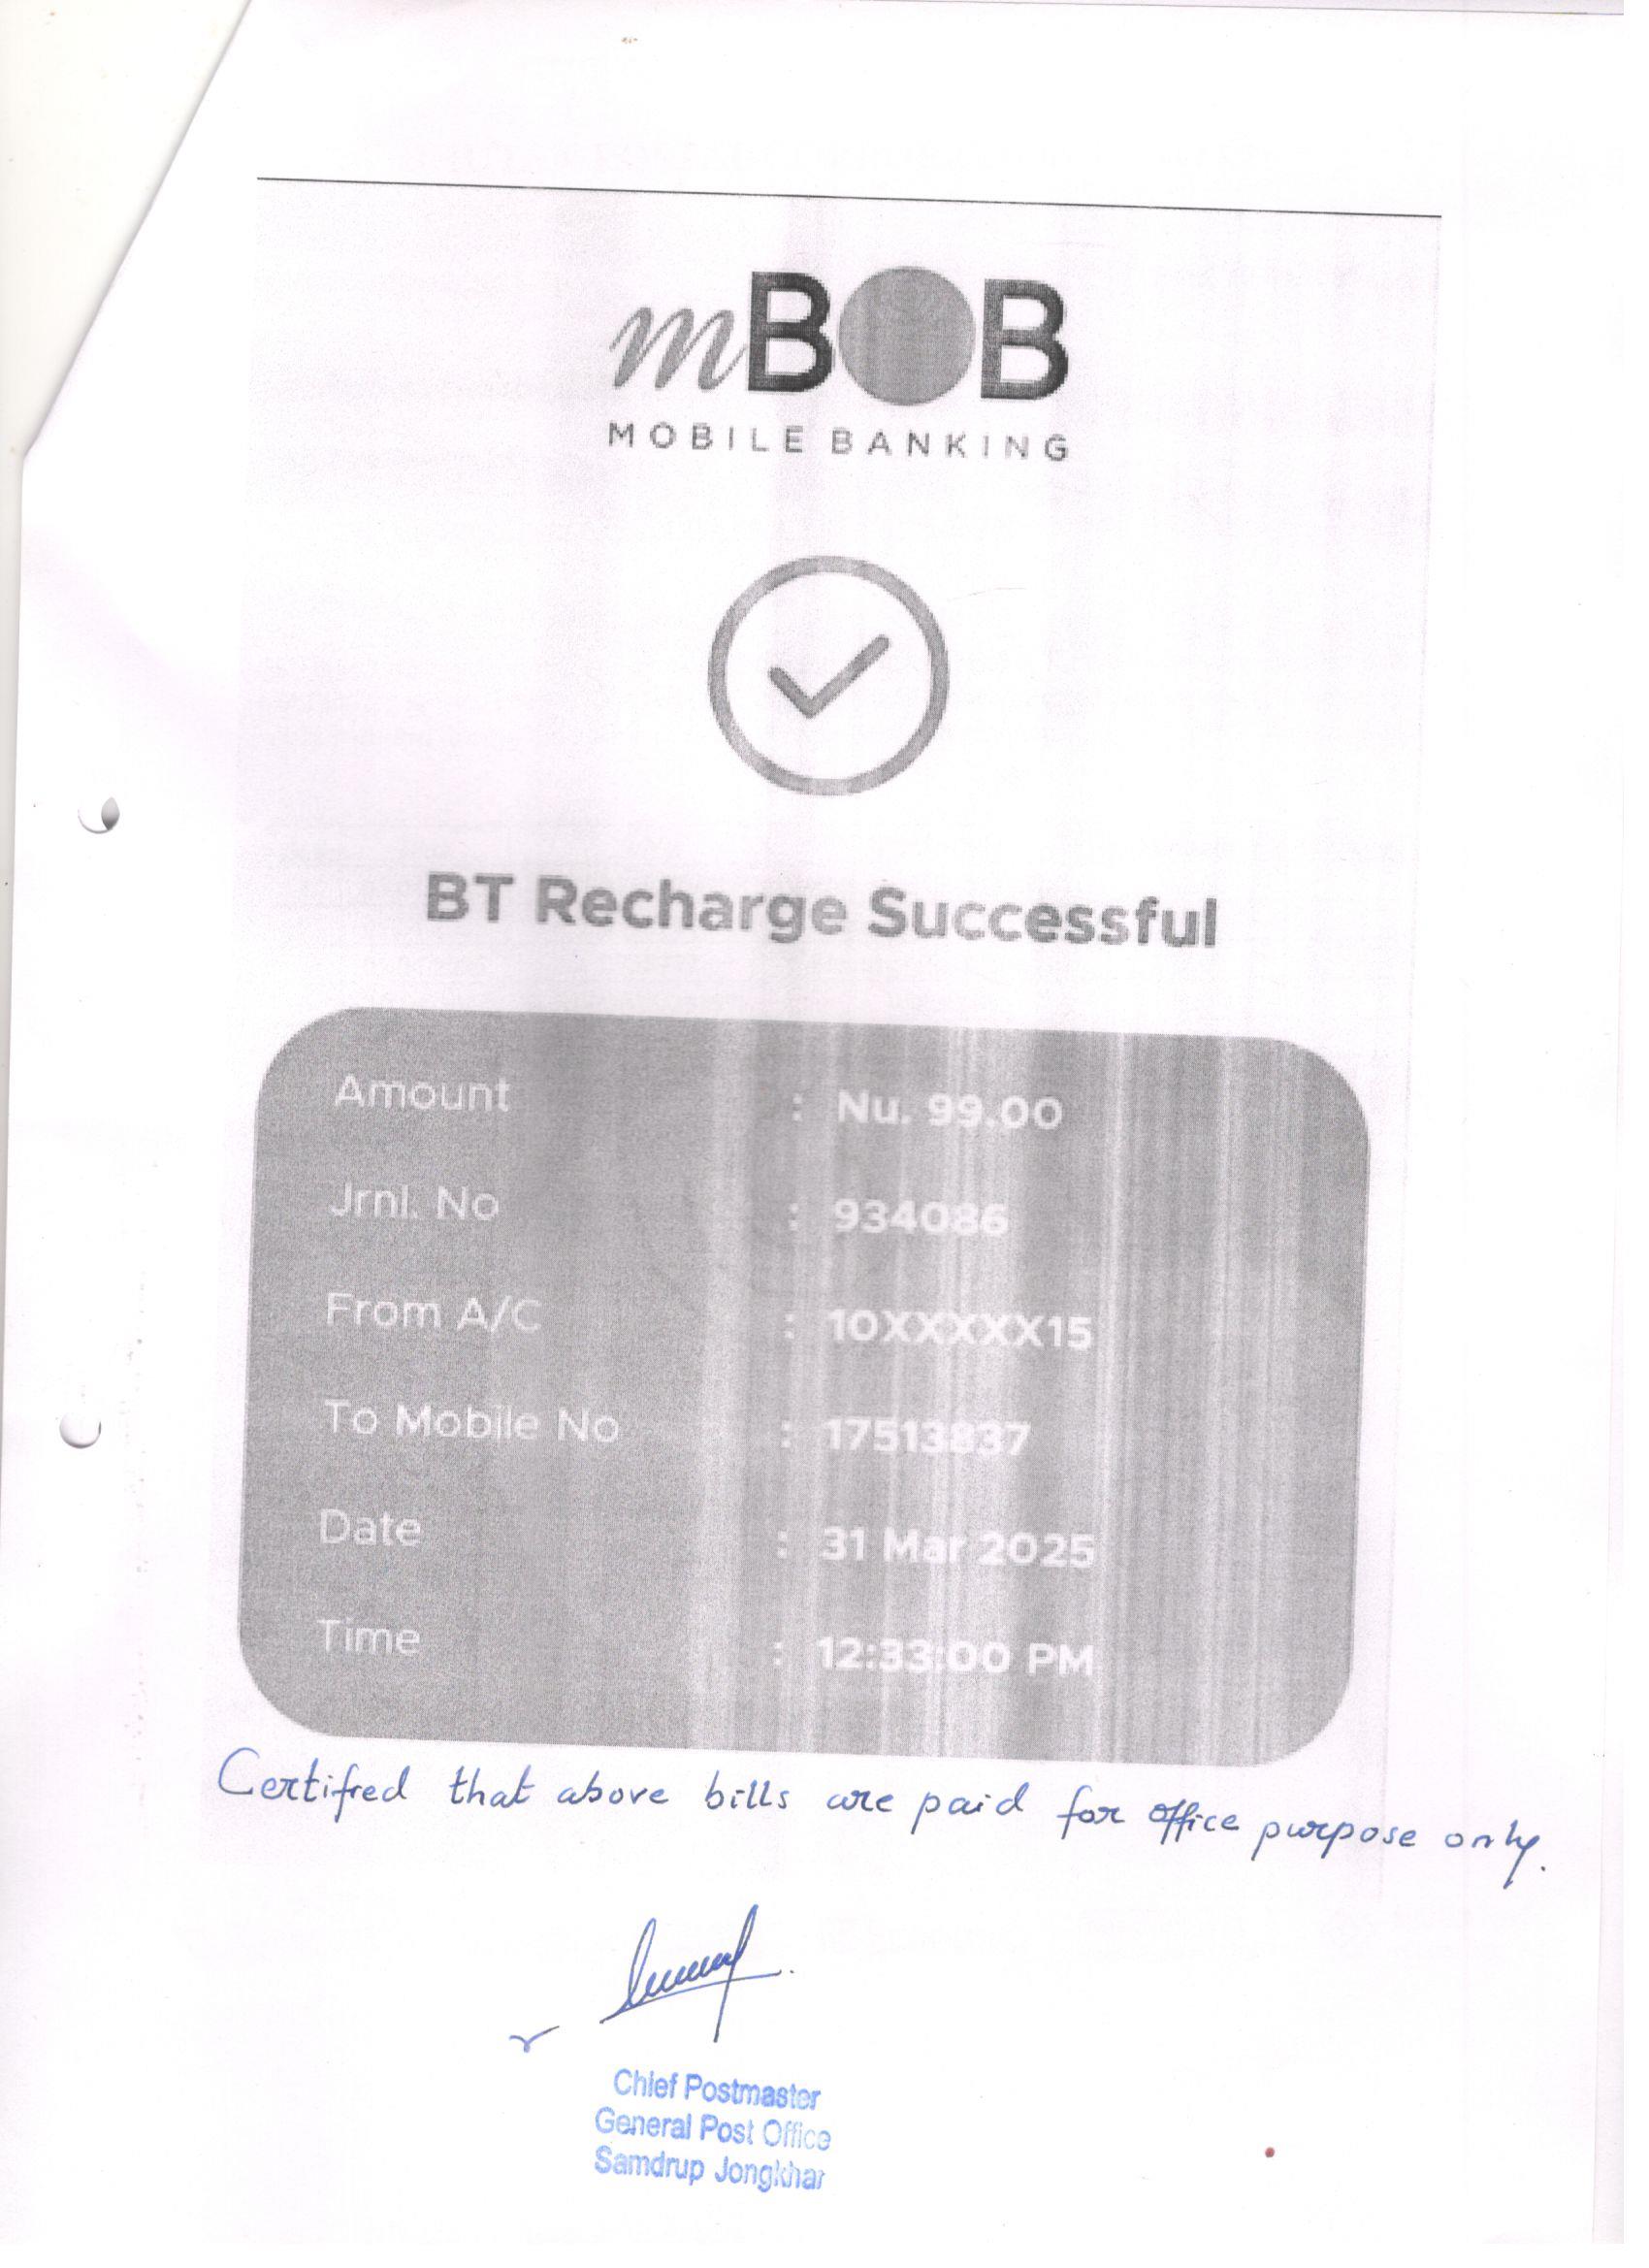 mBOB
MOBILE BANKING
BT Recharge Successful
Amount : Nu. 99.00
Jrnl. No : 934086
From A/C : 10XXXXX15
To Mobile No : 17513837
Date : 31 Mar 2025
Time : 12:33:00 PM
Certified that above bills are paid for office purpose only.
Chief Postmaster
General Post Office
Samdrup Jongkhar